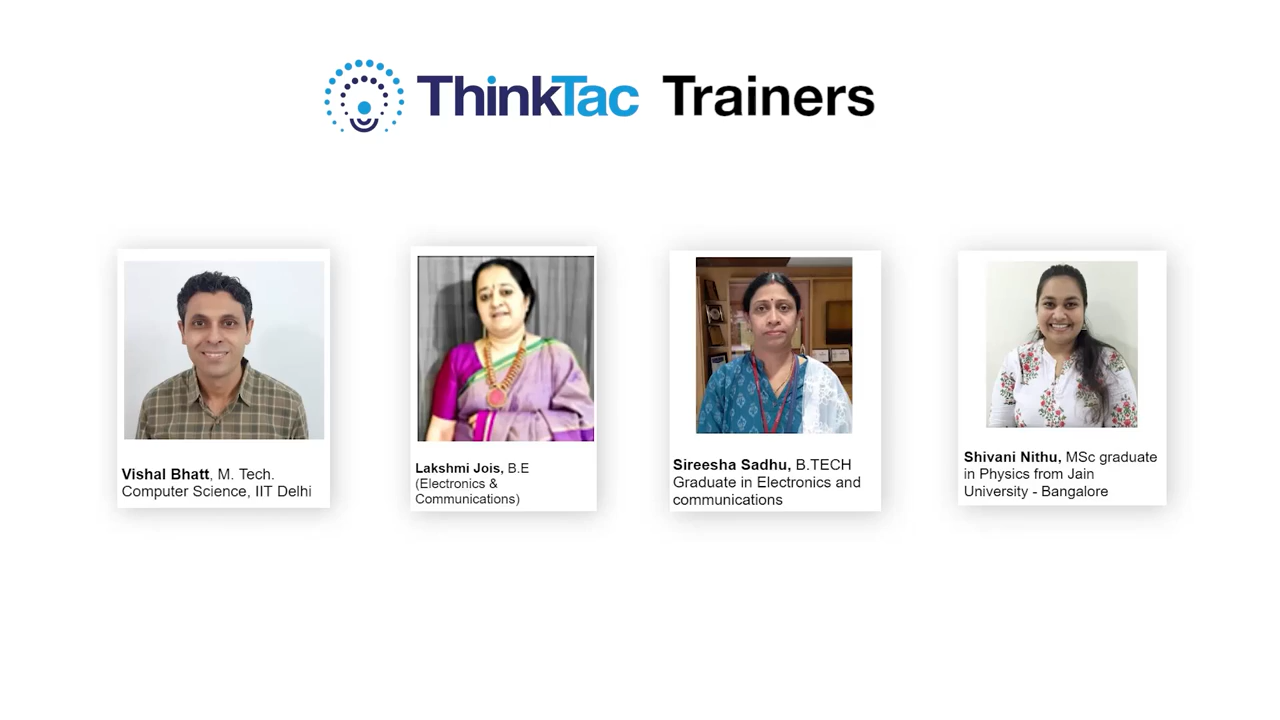 ThinkTac Trainers
Vishal Bhatt, M. Tech.
Computer Science, IIT Delhi
Lakshmi Jois, B.E
(Electronics &
Communications)
Sireesha Sadhu, B.TECH
Graduate in Electronics and
communications
Shivani Nithu, MSc graduate
in Physics from Jain
University - Bangalore